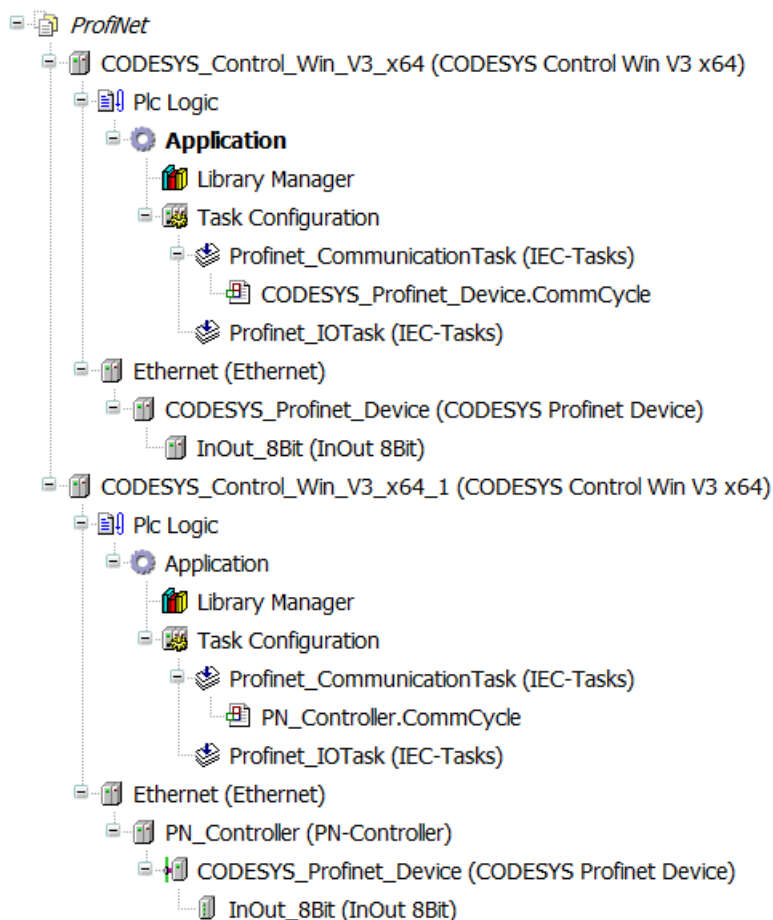 ProfiNet
CODESYS_Control_Win_V3_x64 (CODESYS Control Win V3 x64)
Plc Logic
Application
Library Manager
Task Configuration
Profinet_CommunicationTask (IEC-Tasks)
CODESYS_Profinet_Device.CommCycle
Profinet_IOTask (IEC-Tasks)
Ethernet (Ethernet)
CODESYS_Profinet_Device (CODESYS Profinet Device)
InOut_8Bit (InOut 8Bit)
CODESYS_Control_Win_V3_x64_1 (CODESYS Control Win V3 x64)
Plc Logic
Application
Library Manager
Task Configuration
Profinet_CommunicationTask (IEC-Tasks)
PN_Controller.CommCycle
Profinet_IOTask (IEC-Tasks)
Ethernet (Ethernet)
PN_Controller (PN-Controller)
CODESYS_Profinet_Device (CODESYS Profinet Device)
InOut_8Bit (InOut 8Bit)